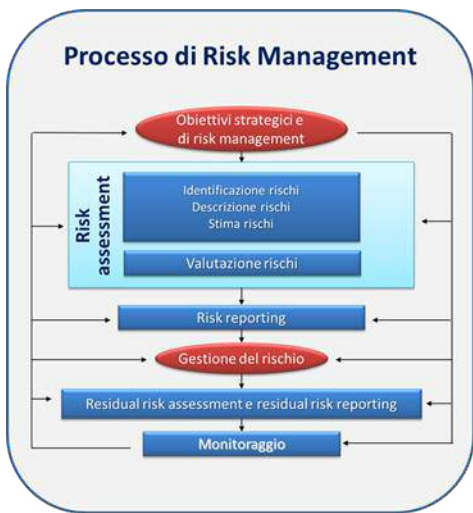 Processo di Risk Management
Obiettivi strategici e
di risk management
Risk
assessment
Identificazione rischi
Descrizione rischi
Stima rischi
Valutazione rischi
Risk reporting
Gestione del rischio
Residual risk assessment e residual risk reporting
Monitoraggio